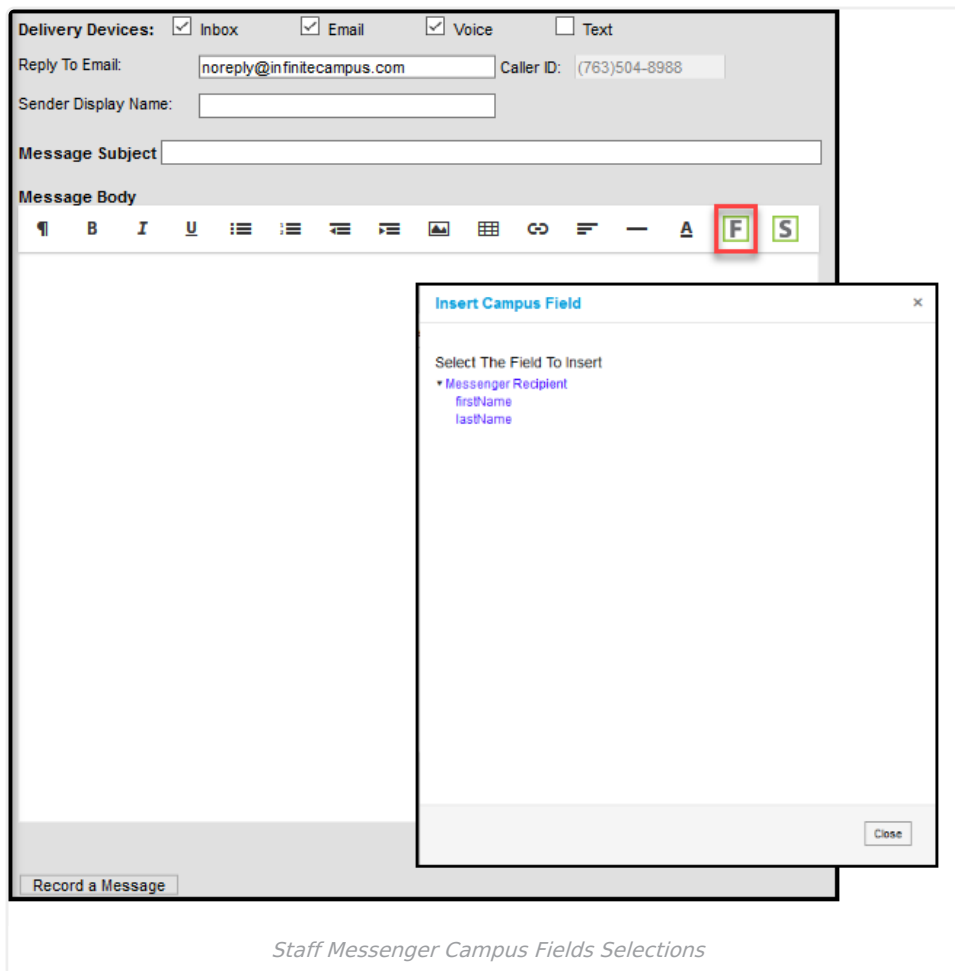 Delivery Devices: Inbox Email Voice Text
Reply To Email: noreply@infinitecampus.com Caller ID: (763)504-8988
Sender Display Name:
Message Subject
Message Body
¶ B I U A F S
Insert Campus Field ×
Select The Field To Insert
Messenger Recipient
firstName
lastName
Close
Record a Message
Staff Messenger Campus Fields Selections